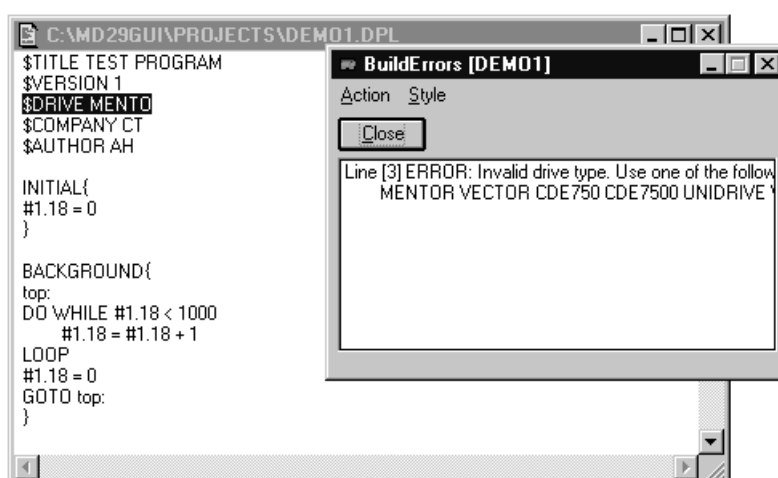 C:\MD29GUI\PROJECTS\DEMO1.DPL
$TITLE TEST PROGRAM
$VERSION 1
$DRIVE MENTO
$COMPANY CT
$AUTHOR AH
INITIAL{
#1.18 = 0
}
BACKGROUND{
top:
DO WHILE #1.18 < 1000
#1.18 = #1.18 + 1
LOOP
#1.18 = 0
GOTO top:
}
BuildErrors [DEMO1]
Action Style
Close
Line [3] ERROR: Invalid drive type. Use one of the follow
MENTOR VECTOR CDE750 CDE7500 UNIDRIVE